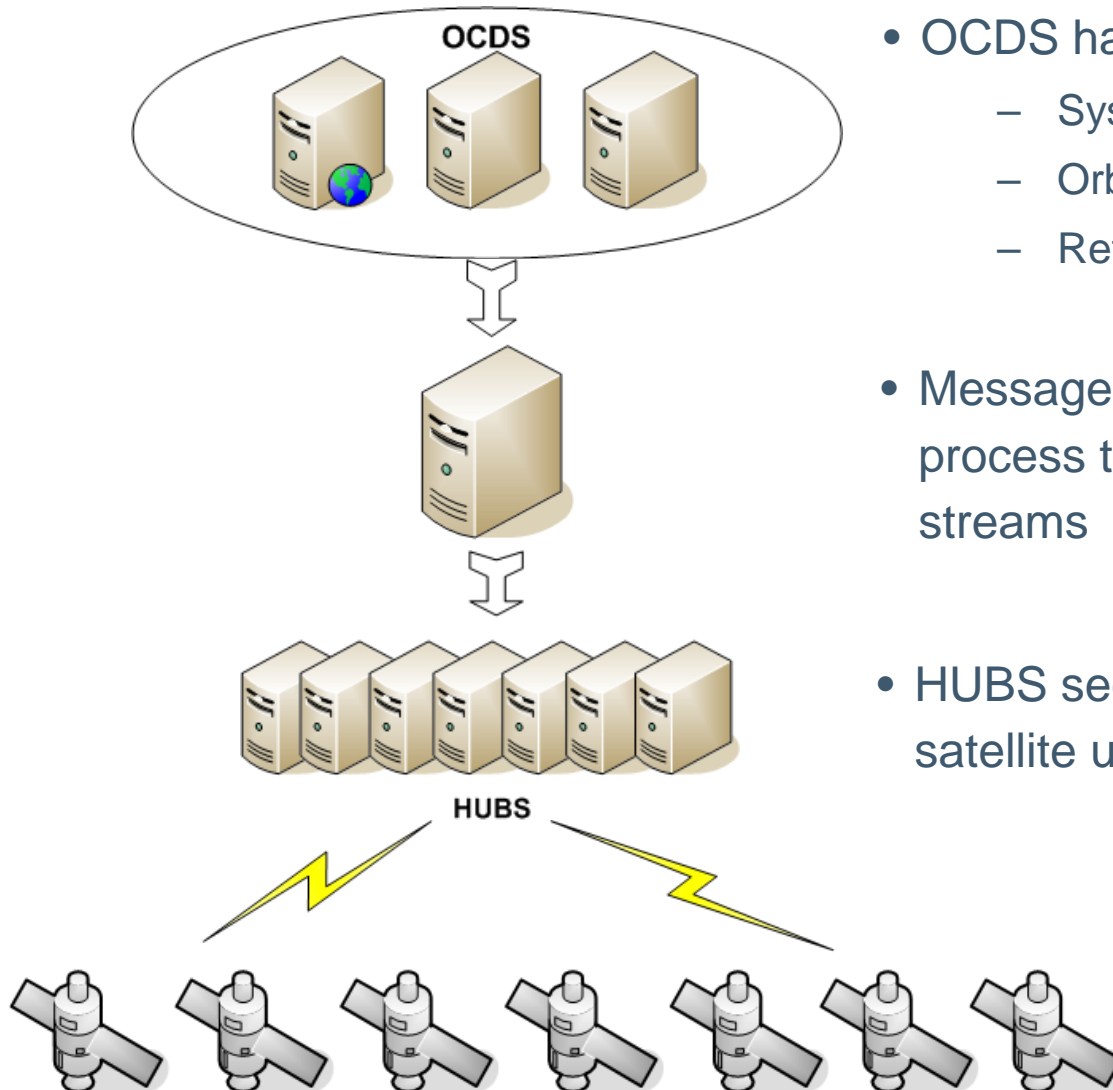 OCDS
HUBS
• OCDS ha
– Sys
– Orb
– Re
• Message
process t
streams
• HUBS se
satellite u